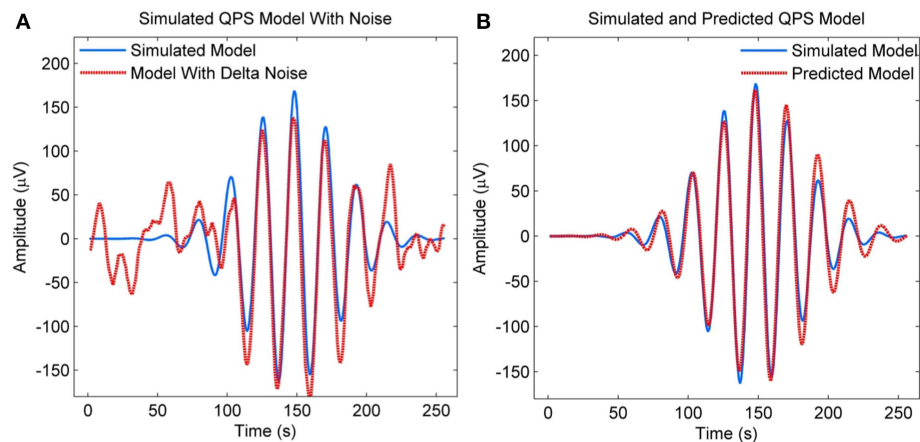 A
Simulated QPS Model With Noise
Simulated Model
Model With Delta Noise
200
150
100
50
0
-50
-100
-150
Amplitude (µV)
0 50 100 150 200 250
Time (s)
B
Simulated and Predicted QPS Model
Simulated Model
Predicted Model
200
150
100
50
0
-50
-100
-150
Amplitude (µV)
0 50 100 150 200 250
Time (s)